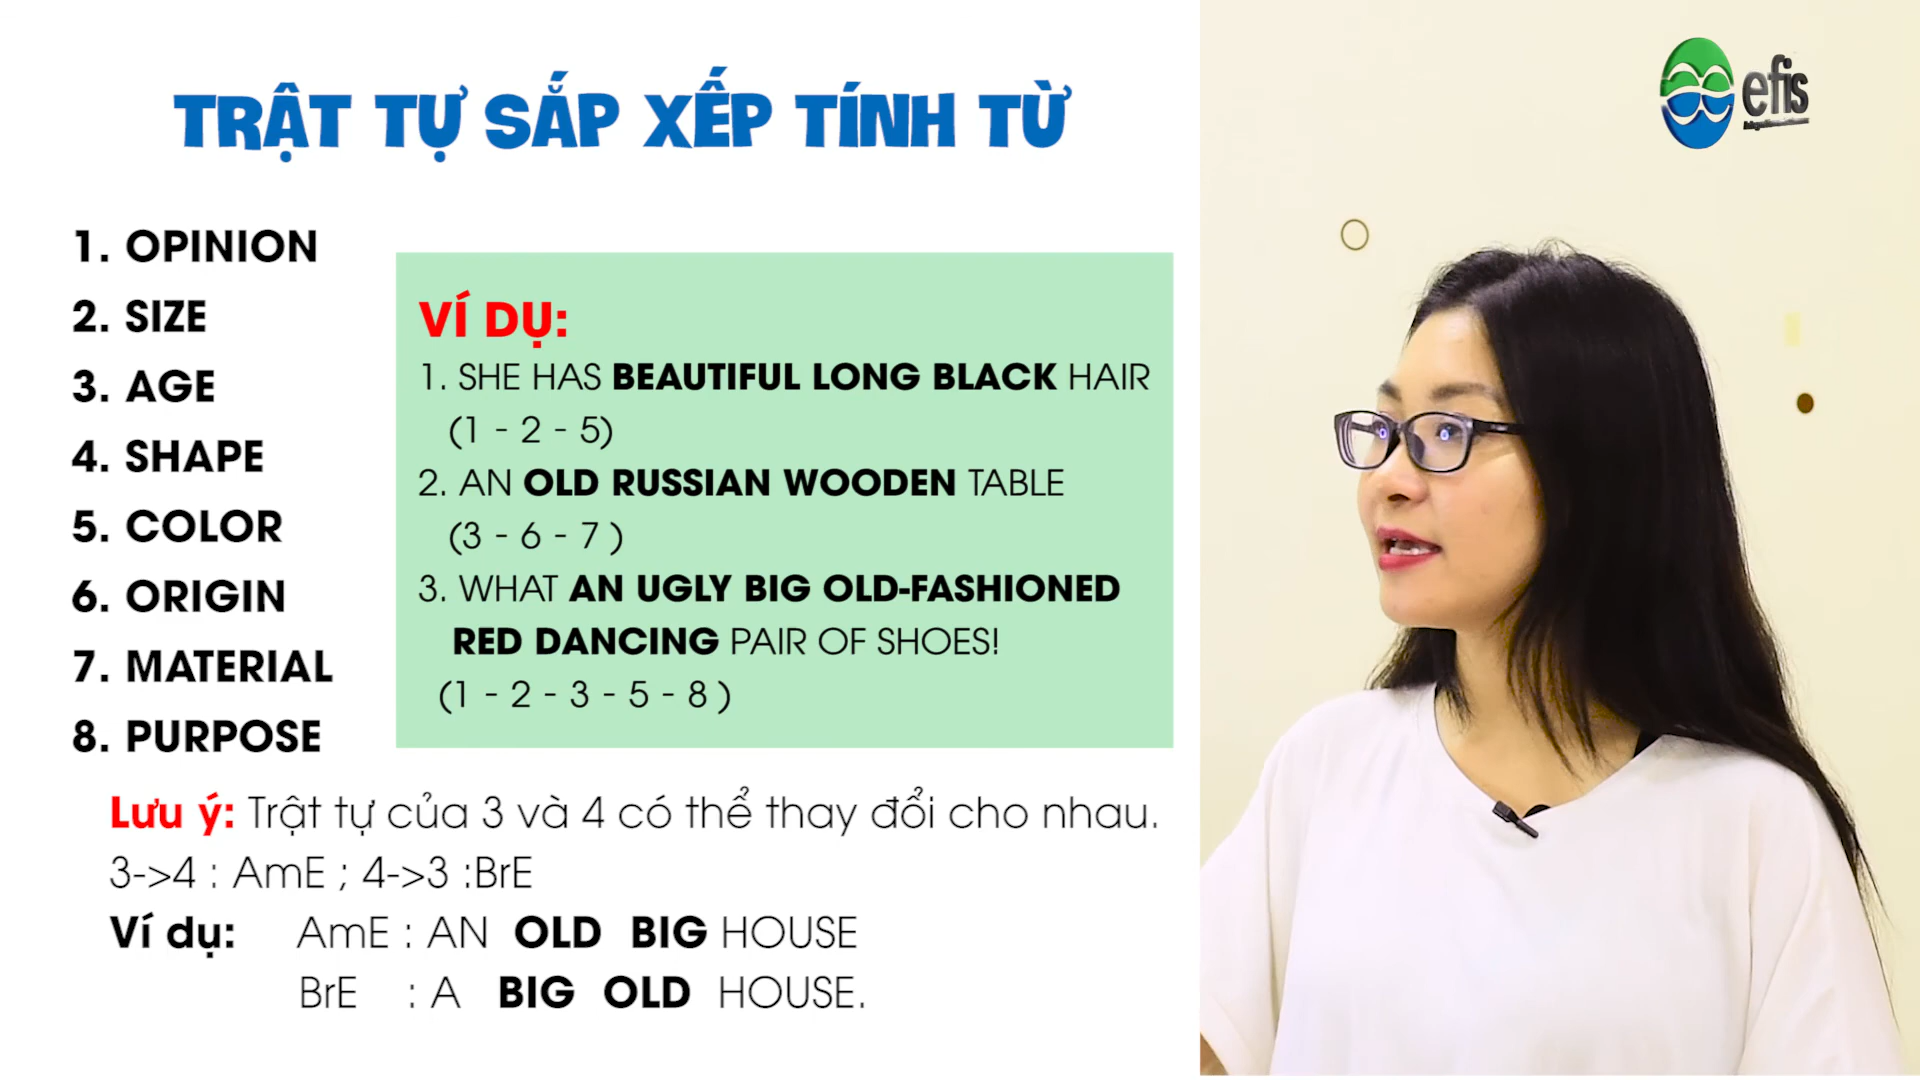 TRẬT TỰ SẮP XẾP TÍNH TỪ
efis
1. OPINION
2. SIZE
3. AGE
4. SHAPE
5. COLOR
6. ORIGIN
7. MATERIAL
8. PURPOSE
VÍ DỤ:
1. SHE HAS BEAUTIFUL LONG BLACK HAIR
(1 - 2 - 5)
2. AN OLD RUSSIAN WOODEN TABLE
(3 - 6 - 7 )
3. WHAT AN UGLY BIG OLD-FASHIONED
RED DANCING PAIR OF SHOES!
(1 - 2 - 3 - 5 - 8 )
Lưu ý: Trật tự của 3 và 4 có thể thay đổi cho nhau.
3->4 : AmE ; 4->3 :BrE
Ví dụ: AmE : AN OLD BIG HOUSE
BrE : A BIG OLD HOUSE.